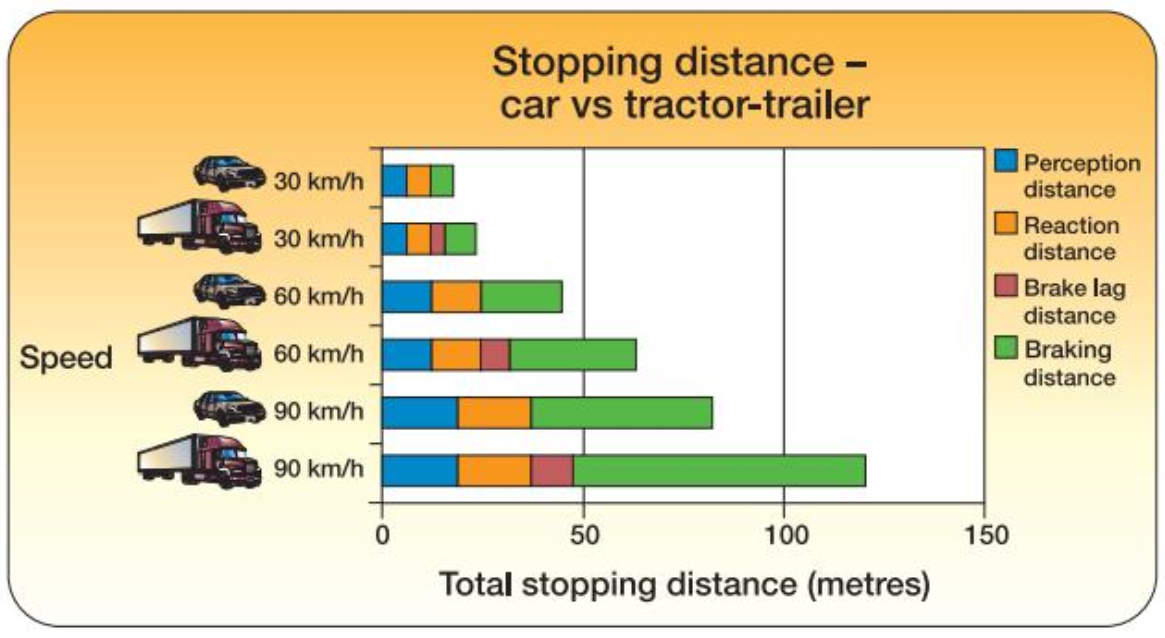 Stopping distance –
car vs tractor-trailer
30 km/h
30 km/h
60 km/h
60 km/h
90 km/h
90 km/h
Speed
0 50 100 150
Total stopping distance (metres)
Perception
distance
Reaction
distance
Brake lag
distance
Braking
distance